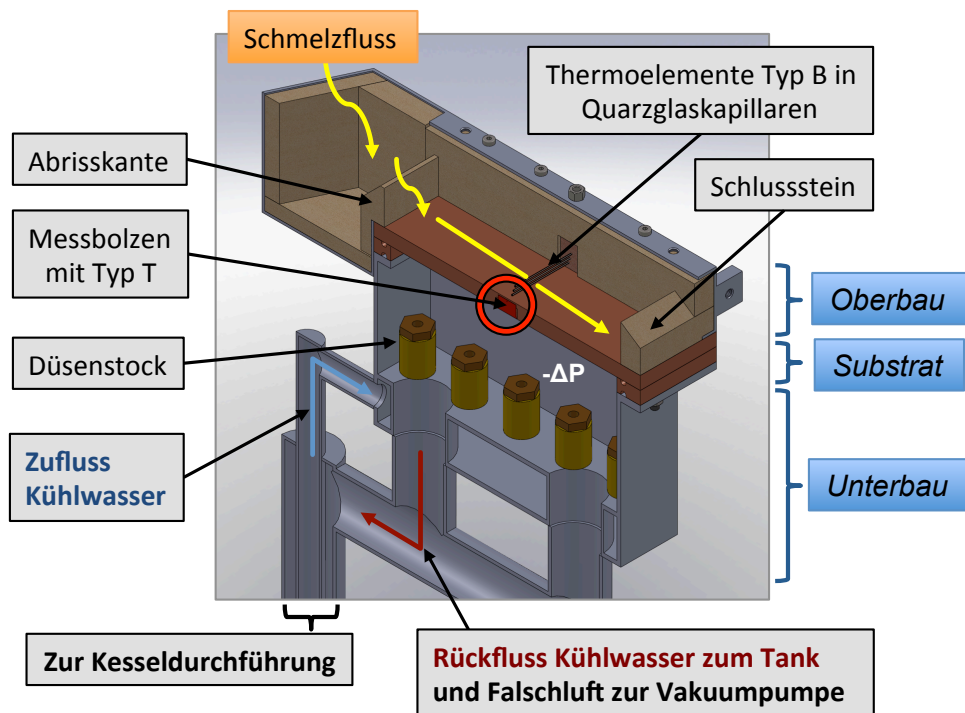 Schmelzfluss
Thermoelemente Typ B in
Quarzglaskapillaren
Abrisskante
Schlussstein
Messbolzen
mit Typ T
Oberbau
Düsenstock
-ΔP
Substrat
Zufluss
Kühlwasser
Unterbau
Zur Kesseldurchführung
Rückfluss Kühlwasser zum Tank
und Falschluft zur Vakuumpumpe